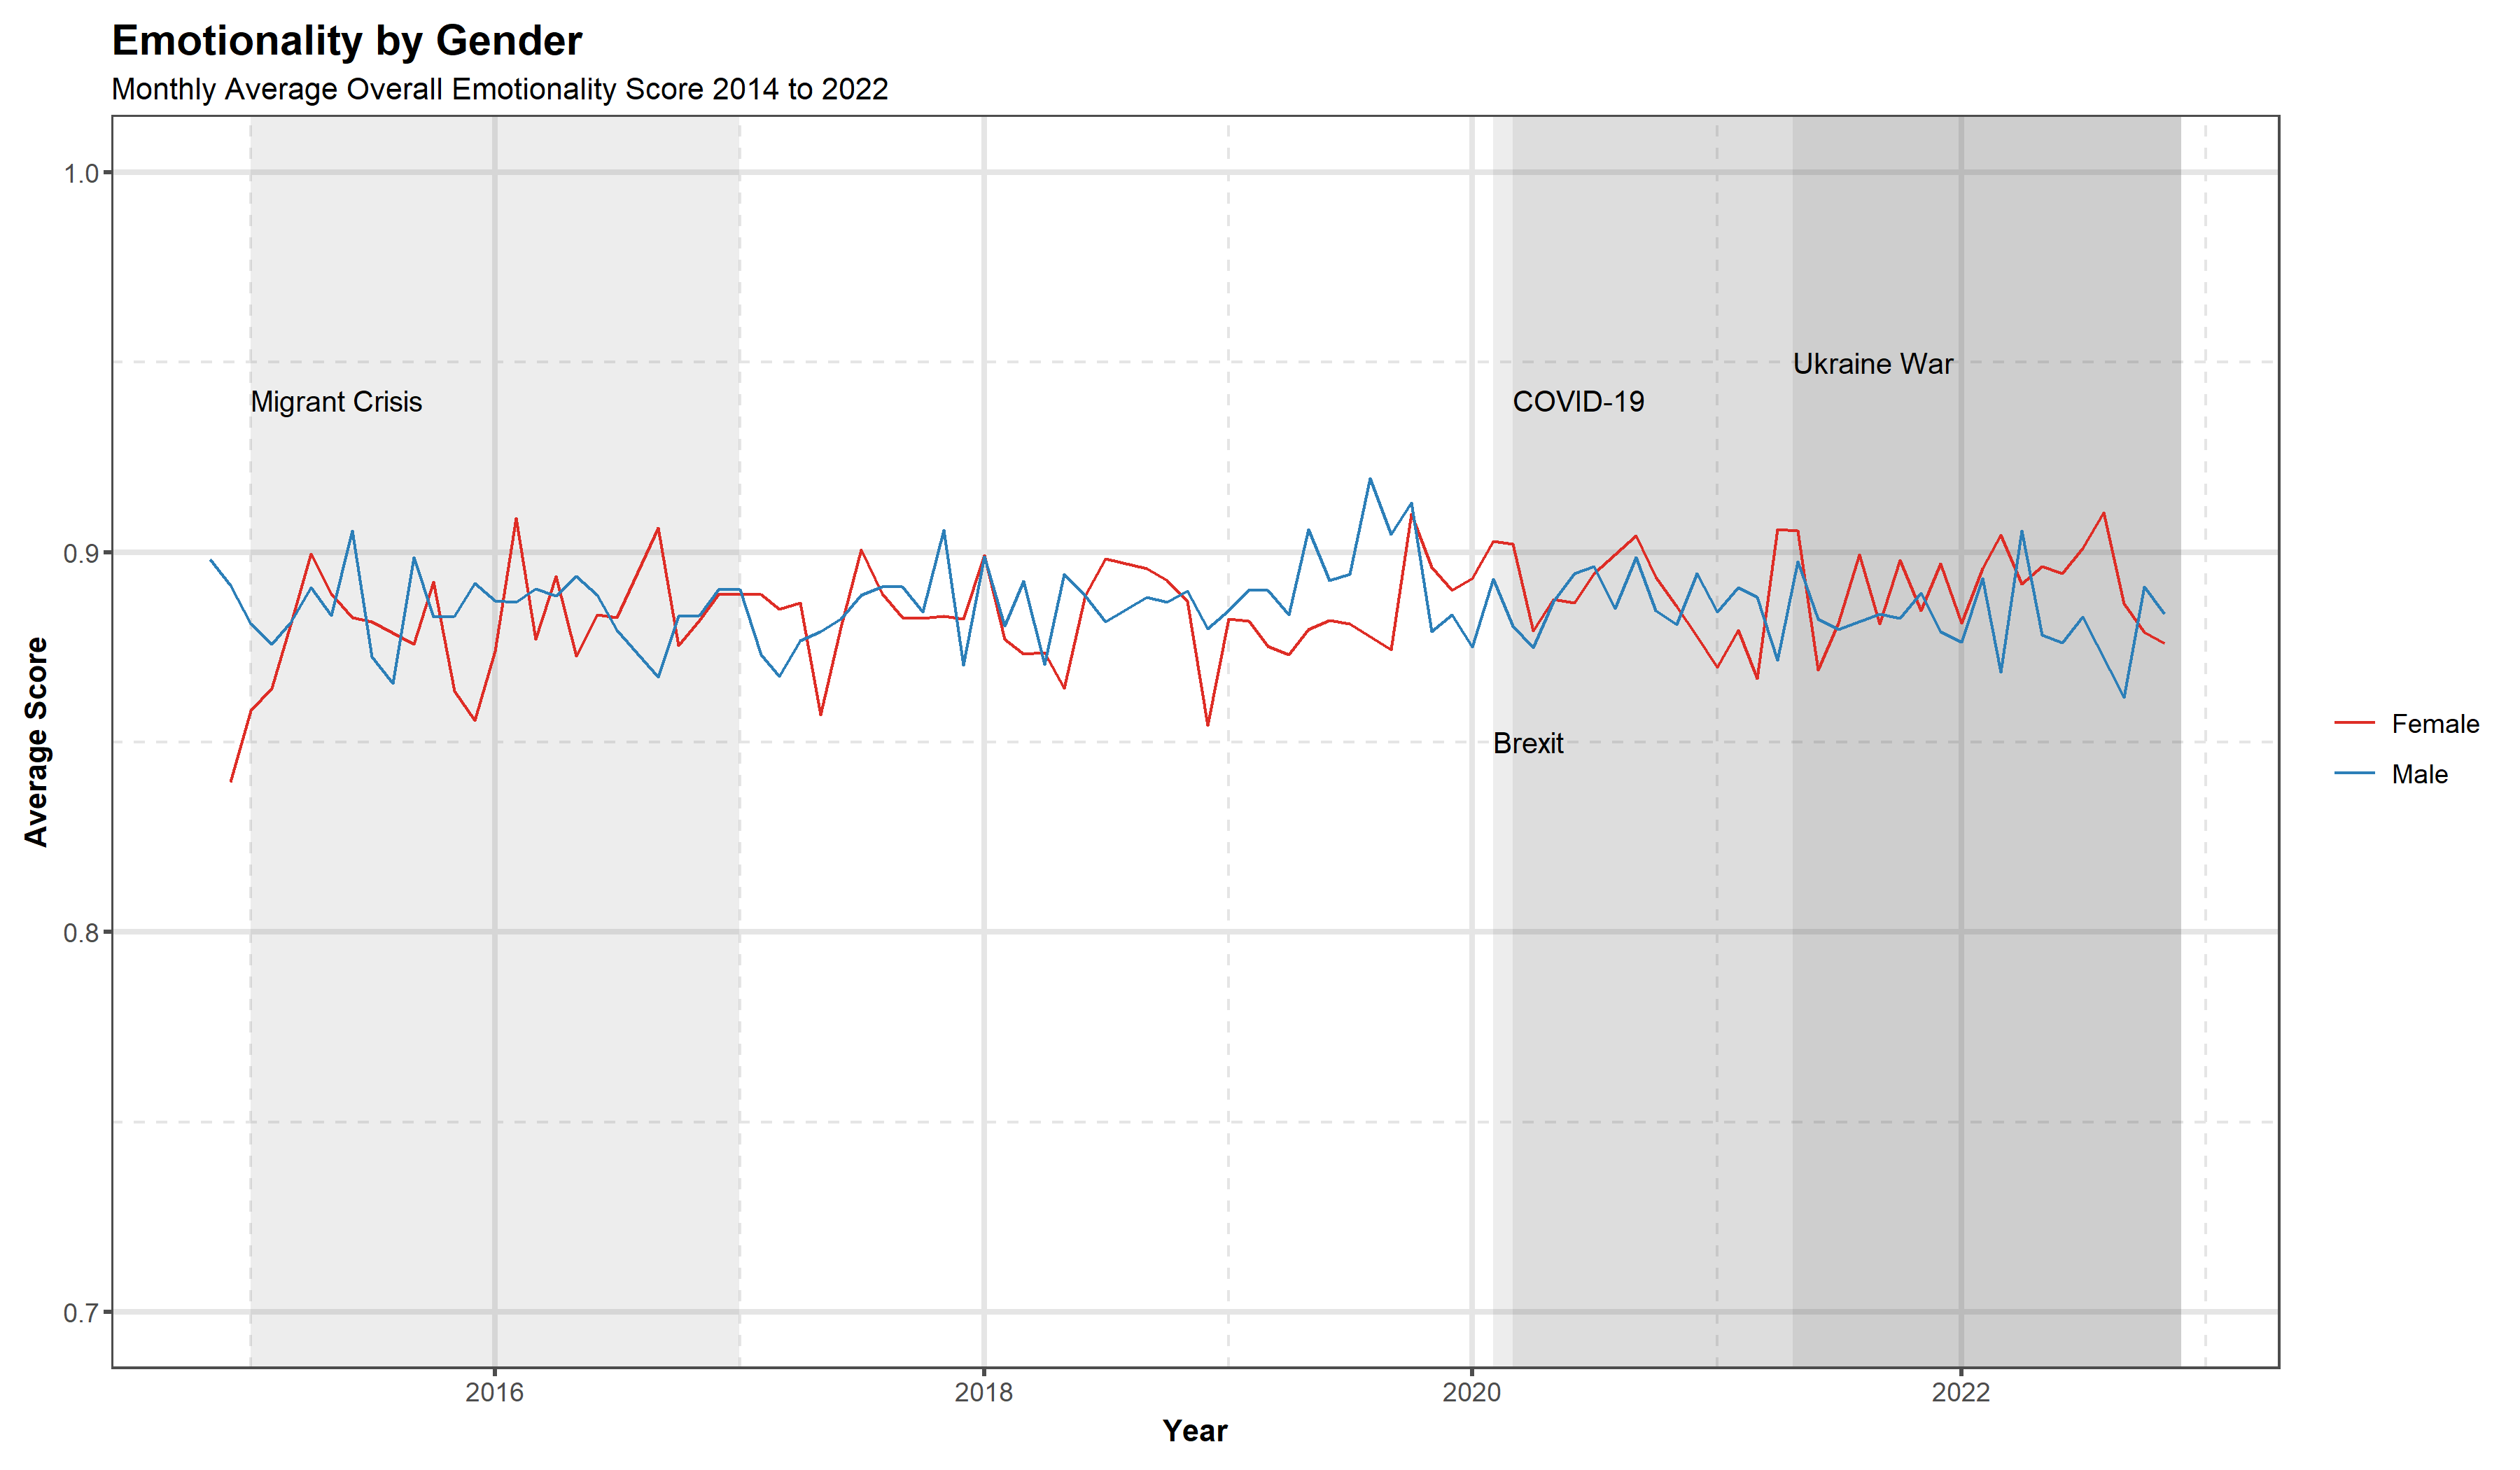 Emotionality by Gender
Monthly Average Overall Emotionality Score 2014 to 2022
1.0
0.9
0.8
0.7
Average Score
Migrant Crisis
Ukraine War
COVID-19
Brexit
Female
Male
2016
2018
2020
2022
Year